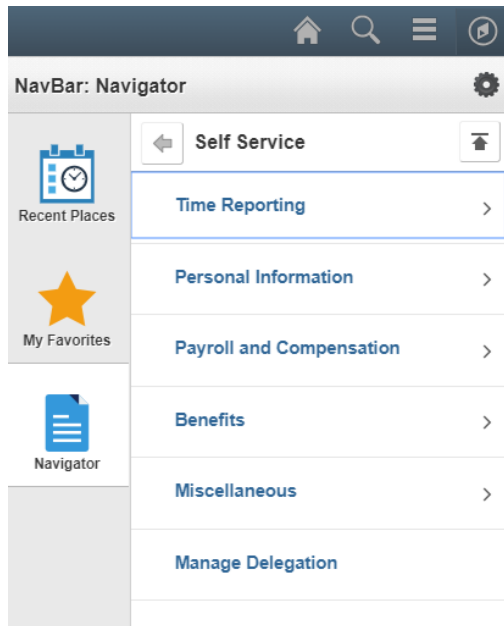 NavBar: Navigator
Recent Places
My Favorites
Navigator
Self Service
Time Reporting
Personal Information
Payroll and Compensation
Benefits
Miscellaneous
Manage Delegation